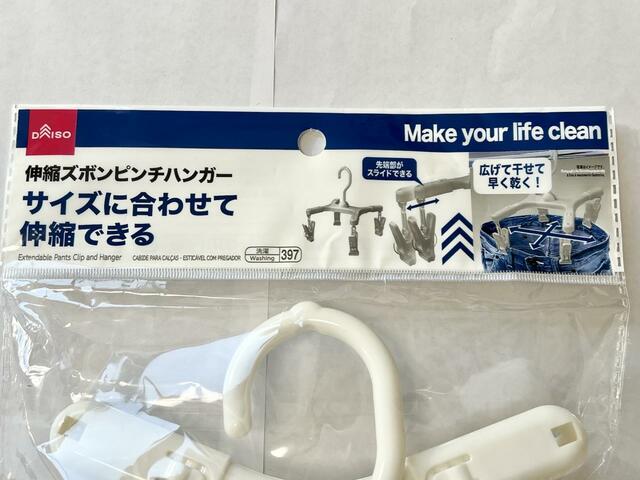 DAISO
Make your life clean
伸縮ズボンピンチハンガー
サイズに合わせて
伸縮できる
Extendable Pants Clip and Hanger
CABIDE PARA CALÇAS - ESTICÁVEL COM PREGADOR
洗濯
Washing
397
先端部が
スライドできる
広げて干せて
早く乾く!